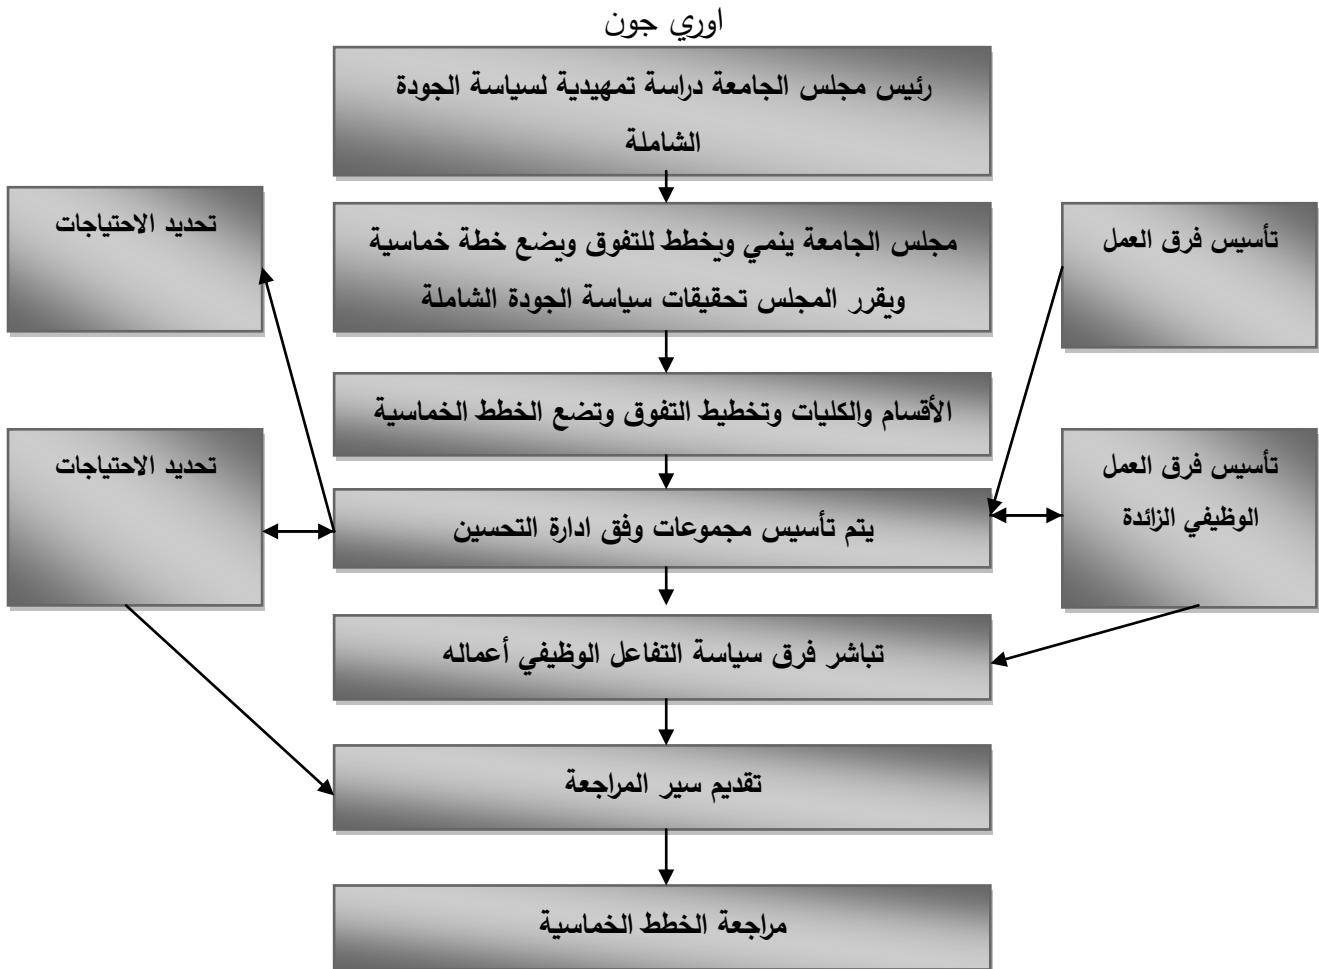 اوري جون
رئيس مجلس الجامعة دراسة تمهيدية لسياسة الجودة
الشاملة
تحديد الاحتياجات
مجلس الجامعة ينمي ويخطط للتفوق ويضع خطة خماسية
ويقرر المجلس تحقيقات سياسة الجودة الشاملة
تأسيس فرق العمل
الأقسام والكليات وتخطيط التفوق وتضع الخطط الخماسية
تحديد الاحتياجات
تأسيس فرق العمل
الوظيفي الزائدة
يتم تأسيس مجموعات وفق ادارة التحسين
تباشر فرق سياسة التفاعل الوظيفي أعماله
تقديم سير المراجعة
مراجعة الخطط الخماسية